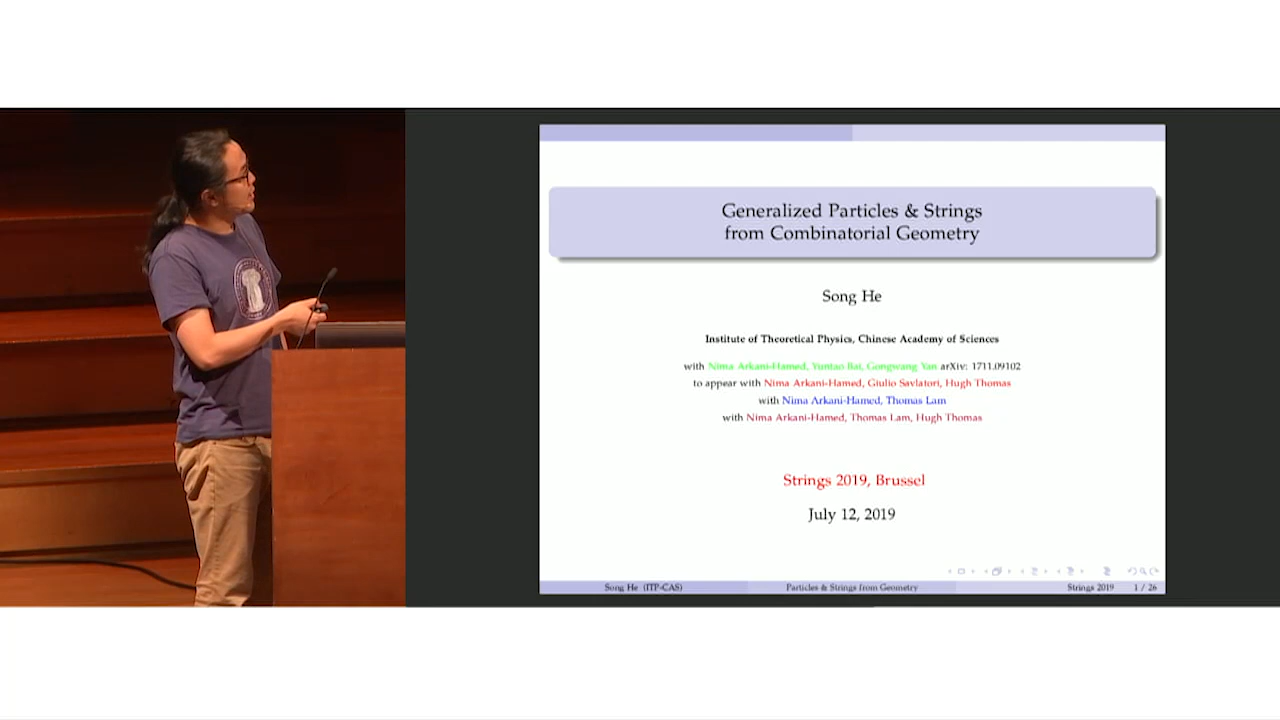 Generalized Particles & Strings
from Combinatorial Geometry
Song He
Institute of Theoretical Physics, Chinese Academy of Sciences
with Nima Arkani-Hamed, Yuntao Bai, Gongwang Yan arXiv: 1711.09102
to appear with Nima Arkani-Hamed, Giulio Savlatori, Hugh Thomas
with Nima Arkani-Hamed, Thomas Lam
with Nima Arkani-Hamed, Thomas Lam, Hugh Thomas
Strings 2019, Brussel
July 12, 2019
Song He (ITP-CAS) Particles & Strings from Geometry Strings 2019 1 / 26